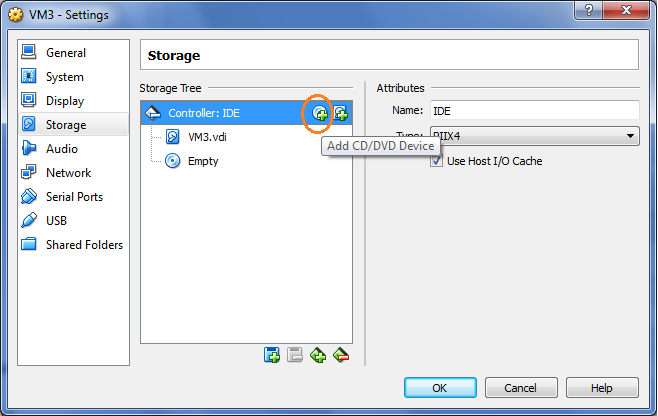 VM3 - Settings
General
System
Display
Storage
Audio
Network
Serial Ports
USB
Shared Folders
Storage
Storage Tree
Controller: IDE
VM3.vdi
Empty
Add CD/DVD Device
Attributes
Name: IDE
Type: PIIX4
Use Host I/O Cache
OK Cancel Help